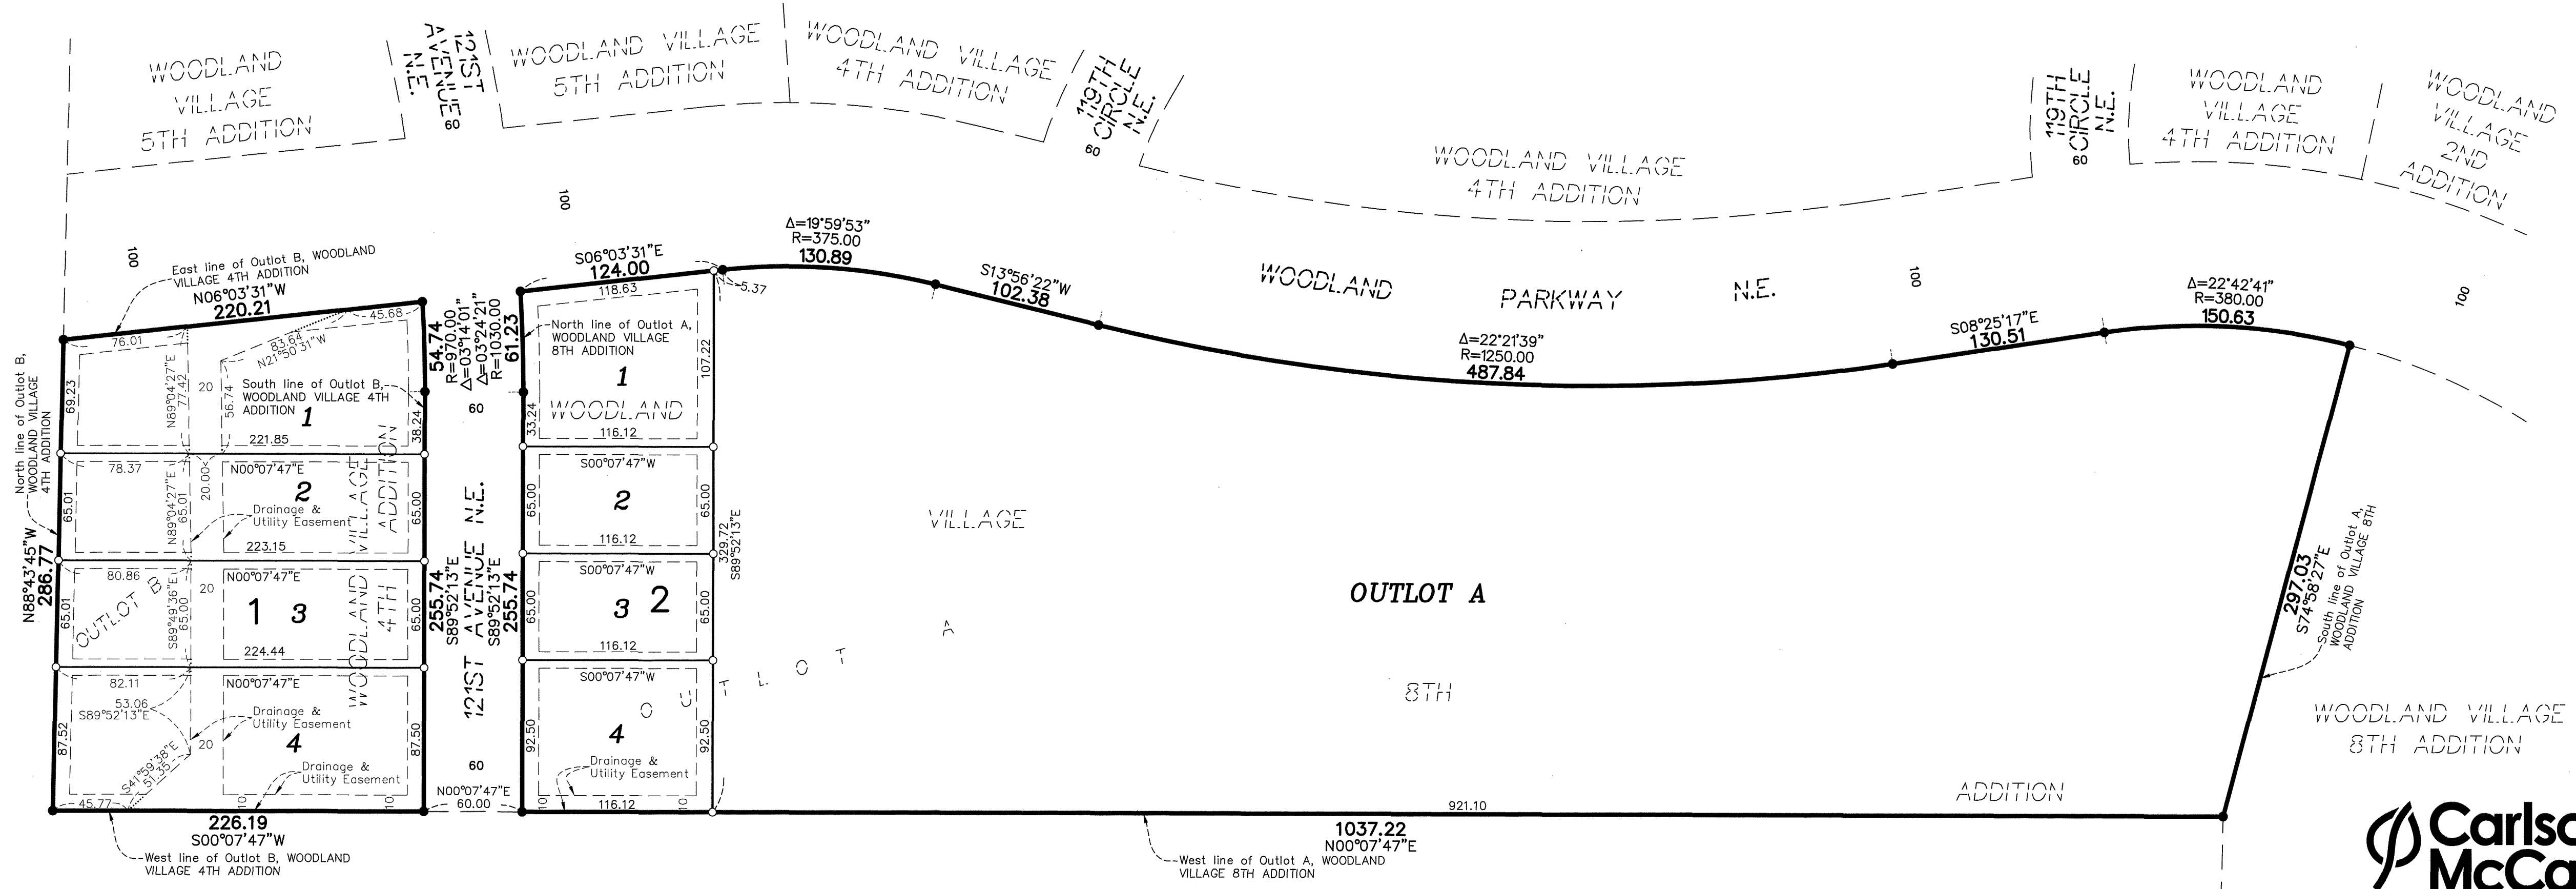 WOODLAND
VILLAGE
5TH ADDITION
121ST
AVENUE
N.E.
60
WOODLAND VILLAGE
5TH ADDITION
WOODLAND VILLAGE
4TH ADDITION
119TH
CIRCLE
N.E.
60
WOODLAND VILLAGE
4TH ADDITION
119TH
CIRCLE
N.E.
60
WOODLAND
VILLAGE
4TH ADDITION
WOODLAND
VILLAGE
2ND
ADDITION
100
100
100
100
WOODLAND PARKWAY N.E.
East line of Outlot B, WOODLAND
VILLAGE 4TH ADDITION
N06°03'31"W
220.21
76.01
45.68
83.64
N21°50'31"W
S06°03'31"E
124.00
118.63
5.37
Δ=19°59'53"
R=375.00
130.89
S13°56'22"W
102.38
Δ=22°21'39"
R=1250.00
487.84
S08°25'17"E
130.51
Δ=22°42'41"
R=380.00
150.63
North line of Outlot B,
WOODLAND VILLAGE
4TH ADDITION
N88°43'45"W
286.77
69.23
65.01
65.01
87.52
N89°04'27"E
77.42
20
56.74
South line of Outlot B,
WOODLAND VILLAGE 4TH
ADDITION
1
221.85
38.24
54.74
R=970.00
Δ=03°14'01"
Δ=03°24'21"
R=1030.00
61.23
60
North line of Outlot A,
WOODLAND VILLAGE
8TH ADDITION
1
WOODLAND
33.24
116.12
107.22
78.37
N89°04'27"E
65.01
20.00
N00°07'47"E
2
Drainage &
Utility Easement
223.15
65.00
WOODLAND VILLAGE
4TH ADDITION
S00°07'47"W
2
65.00
65.00
116.12
329.72
S89°52'13"E
80.86
OUTLOT B
S89°49'36"E
65.00
20
N00°07'47"E
1
3
224.44
65.00
255.74
S89°52'13"E
121ST AVENUE N.E.
S89°52'13"E
255.74
S00°07'47"W
3
2
65.00
65.00
116.12
82.11
53.06
S89°52'13"E
N00°07'47"E
Drainage &
Utility Easement
20
4
S41°59'38"E
51.35
Drainage &
Utility Easement
87.50
45.77
10
10
60
N00°07'47"E
60.00
S00°07'47"W
4
92.50
92.50
Drainage &
Utility Easement
10
116.12
10
VILLAGE
OUTLOT A
OUTLOT A
8TH
ADDITION
921.10
226.19
S00°07'47"W
West line of Outlot B, WOODLAND
VILLAGE 4TH ADDITION
1037.22
N00°07'47"E
West line of Outlot A, WOODLAND
VILLAGE 8TH ADDITION
297.03
S74°58'27"E
South line of Outlot A,
WOODLAND VILLAGE 8TH
ADDITION
WOODLAND VILLAGE
8TH ADDITION
Carlso
McCa